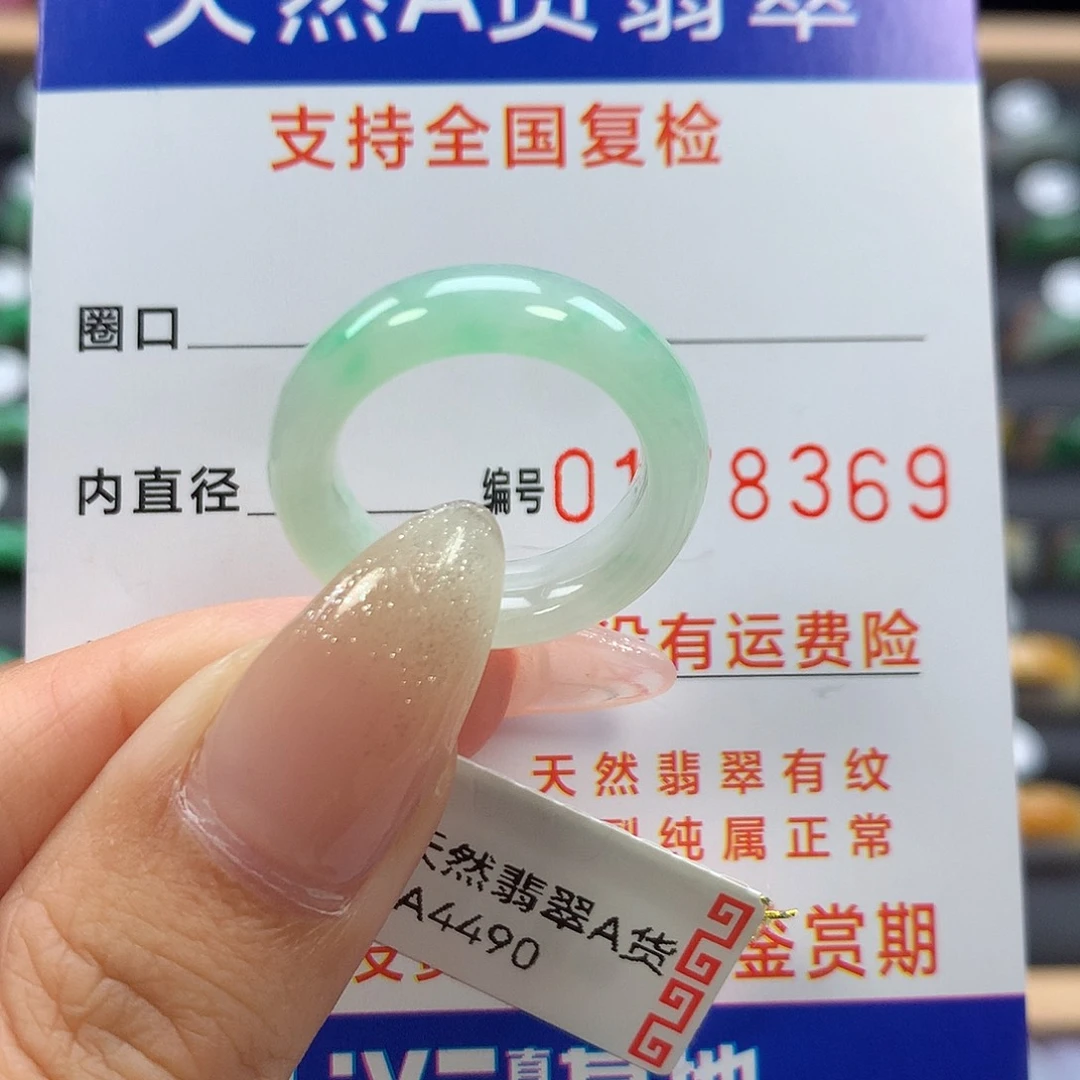 天然A货翡翠
支持全国复检
圈口
内直径
编号01 8369
没有运费险
天然翡翠有纹
纯属正常
鉴赏期
天然翡翠A货
A4490